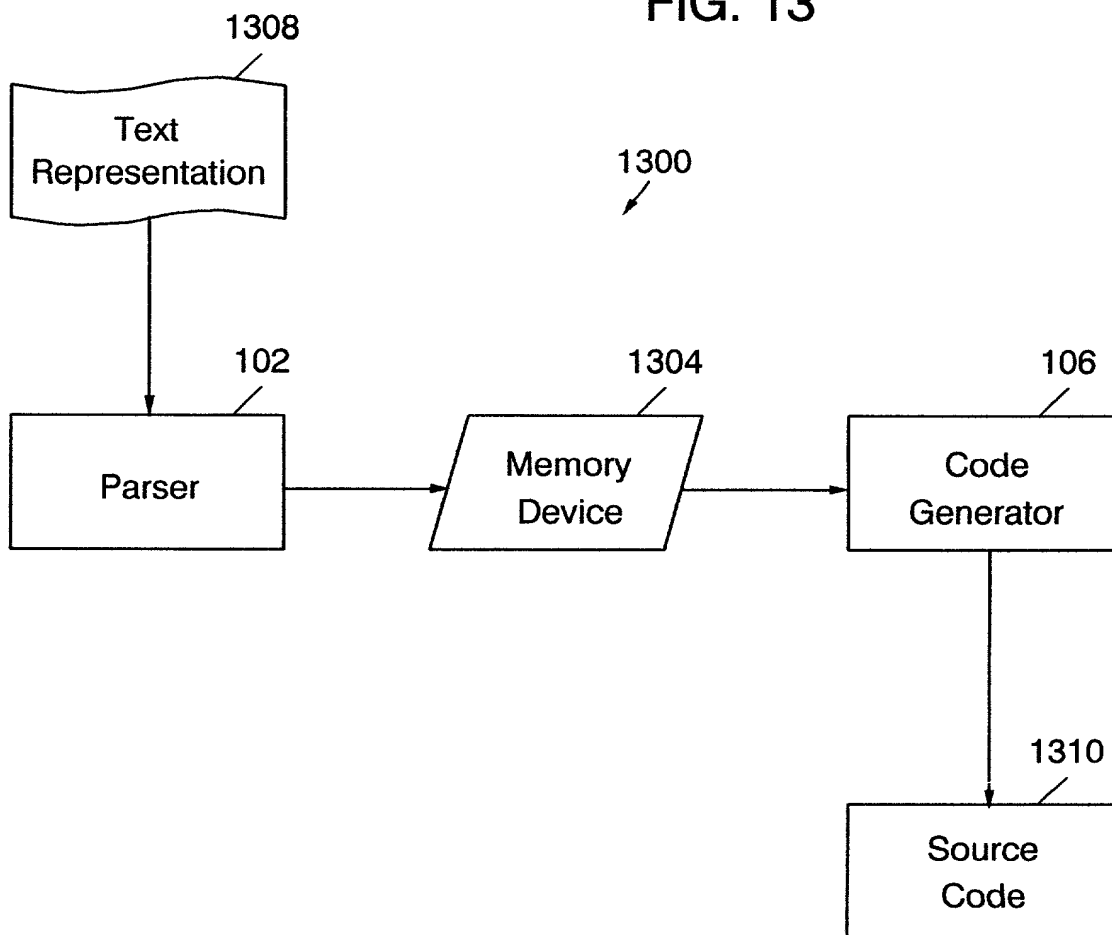 FIG. 13
1308
Text
Representation
1300
102
1304
106
Parser
Memory
Device
Code
Generator
1310
Source
Code